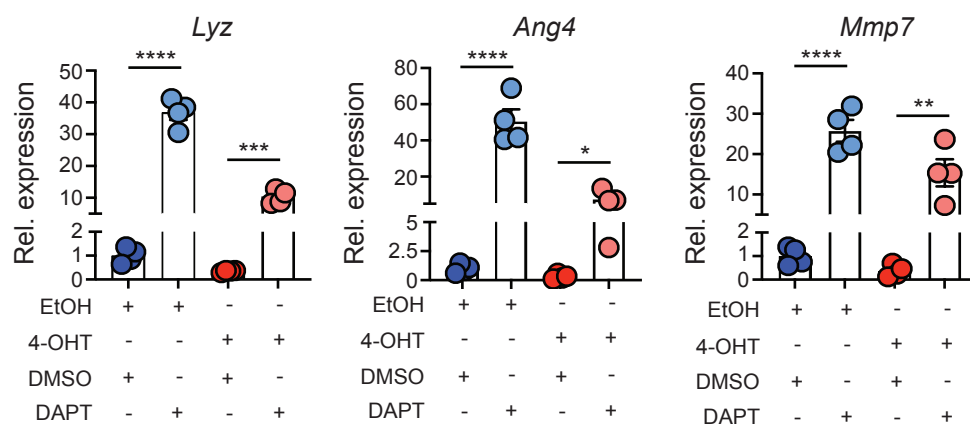 Lyz
Ang4
Mmp7
****
***
****
*
****
**
Rel. expression
50
30
10
2
1
0
Rel. expression
80
60
40
20
5
2.5
0
Rel. expression
40
30
20
10
2
1
0
EtOH + + - -
4-OHT - - + +
DMSO + - + -
DAPT - + - +
EtOH + + - -
4-OHT - - + +
DMSO + - + -
DAPT - + - +
EtOH + + - -
4-OHT - - + +
DMSO + - + -
DAPT - + - +